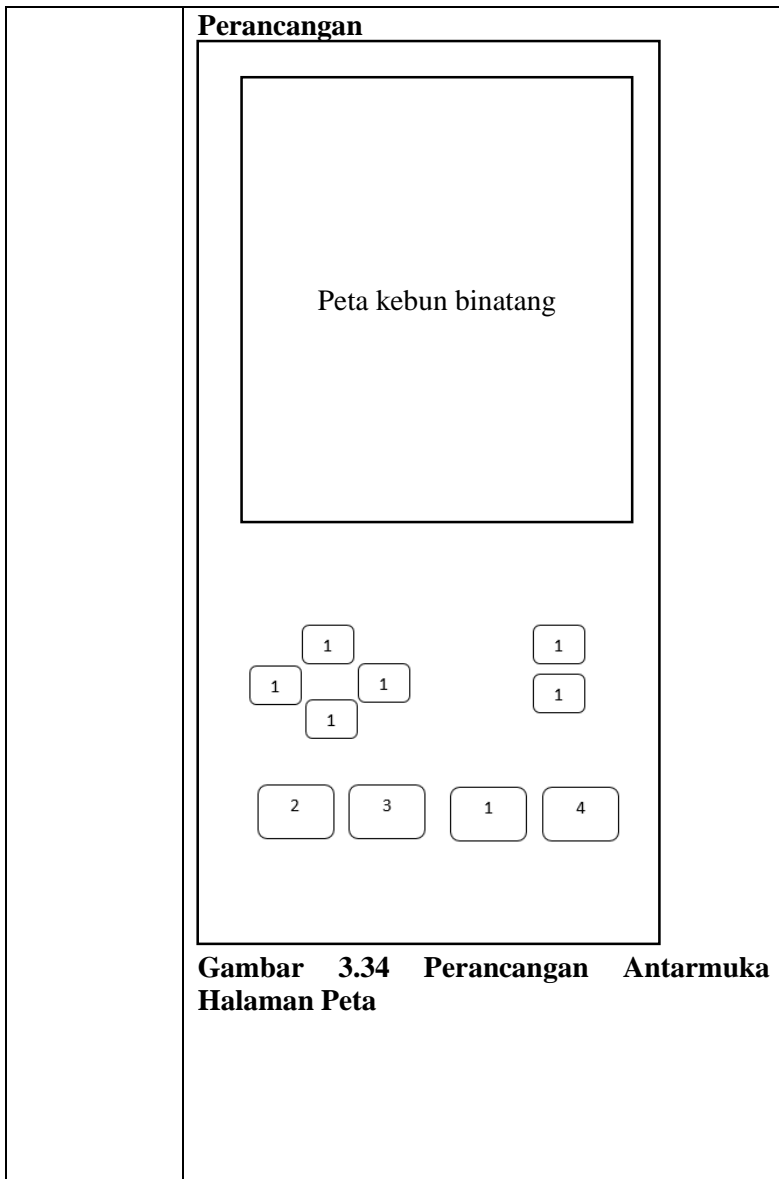 Perancangan
Peta kebun binatang
1 1
1 1 1
1
2 3 1 4
Gambar 3.34 Perancangan Antarmuka
Halaman Peta